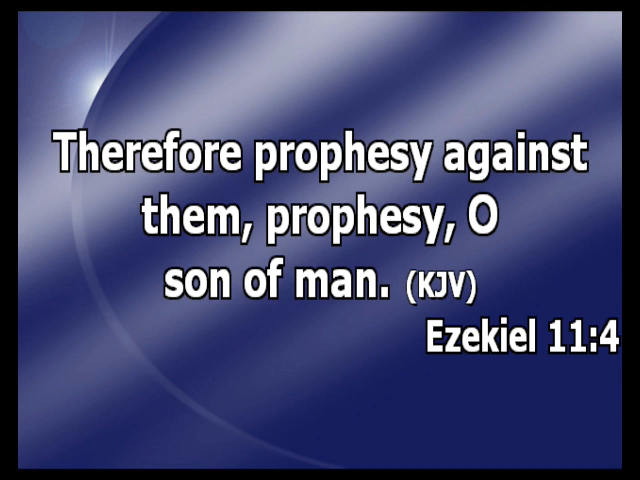 Therefore prophesy against
them, prophesy, O
son of man. (KJV)
Ezekiel 11:4